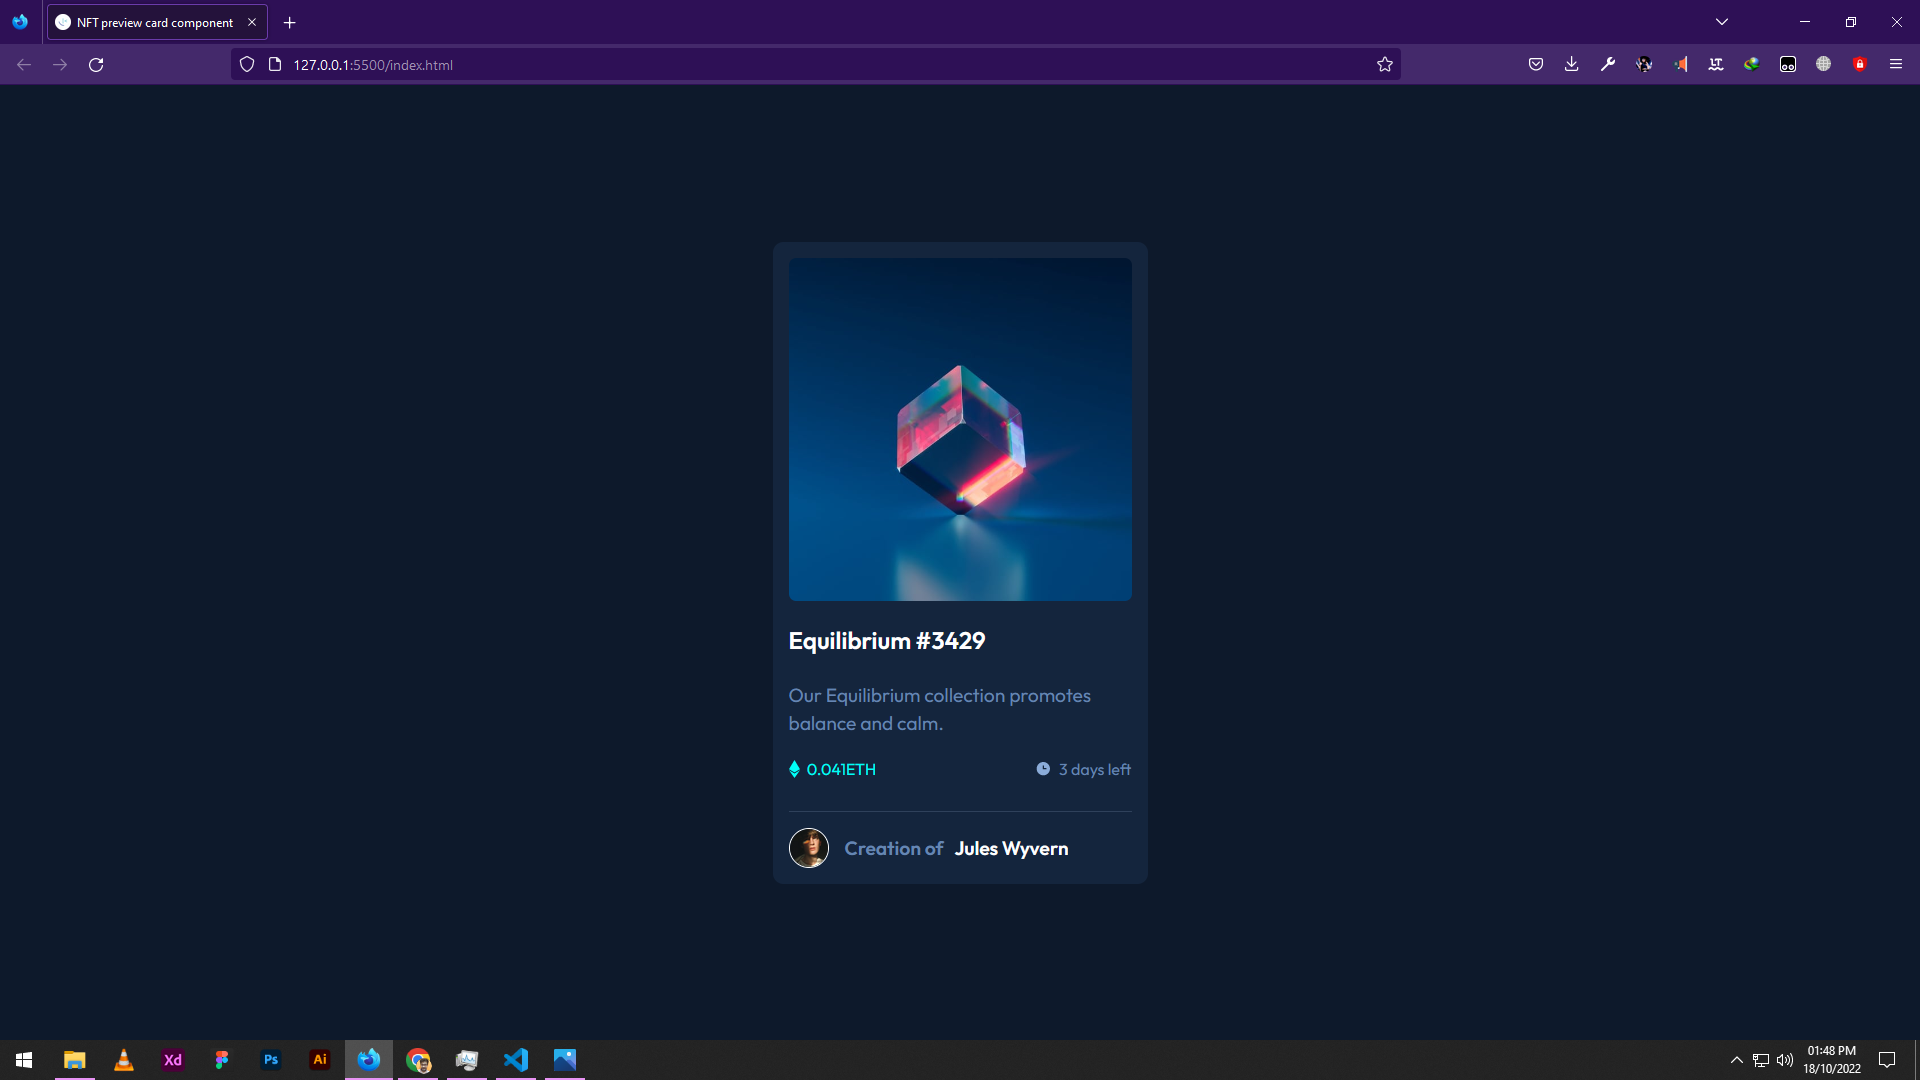 NFT preview card component
127.0.0.1:5500/index.html
Equilibrium #3429
Our Equilibrium collection promotes
balance and calm.
0.041ETH
3 days left
Creation of Jules Wyvern
Xd
Ps
Ai
01:48 PM
18/10/2022